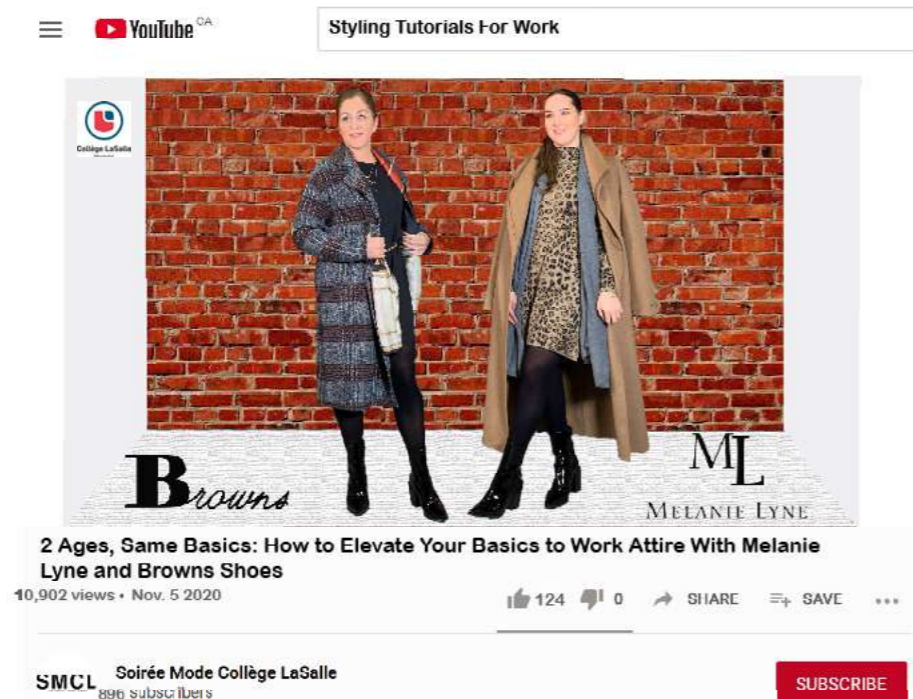 YouTube CA
Styling Tutorials For Work
Collège LaSalle
Browns
ML
MELANIE LYNE
2 Ages, Same Basics: How to Elevate Your Basics to Work Attire With Melanie
Lyne and Browns Shoes
10,902 views • Nov. 5 2020
124 0 SHARE SAVE
SMCL Soirée Mode Collège LaSalle
896 subscribers
SUBSCRIBE